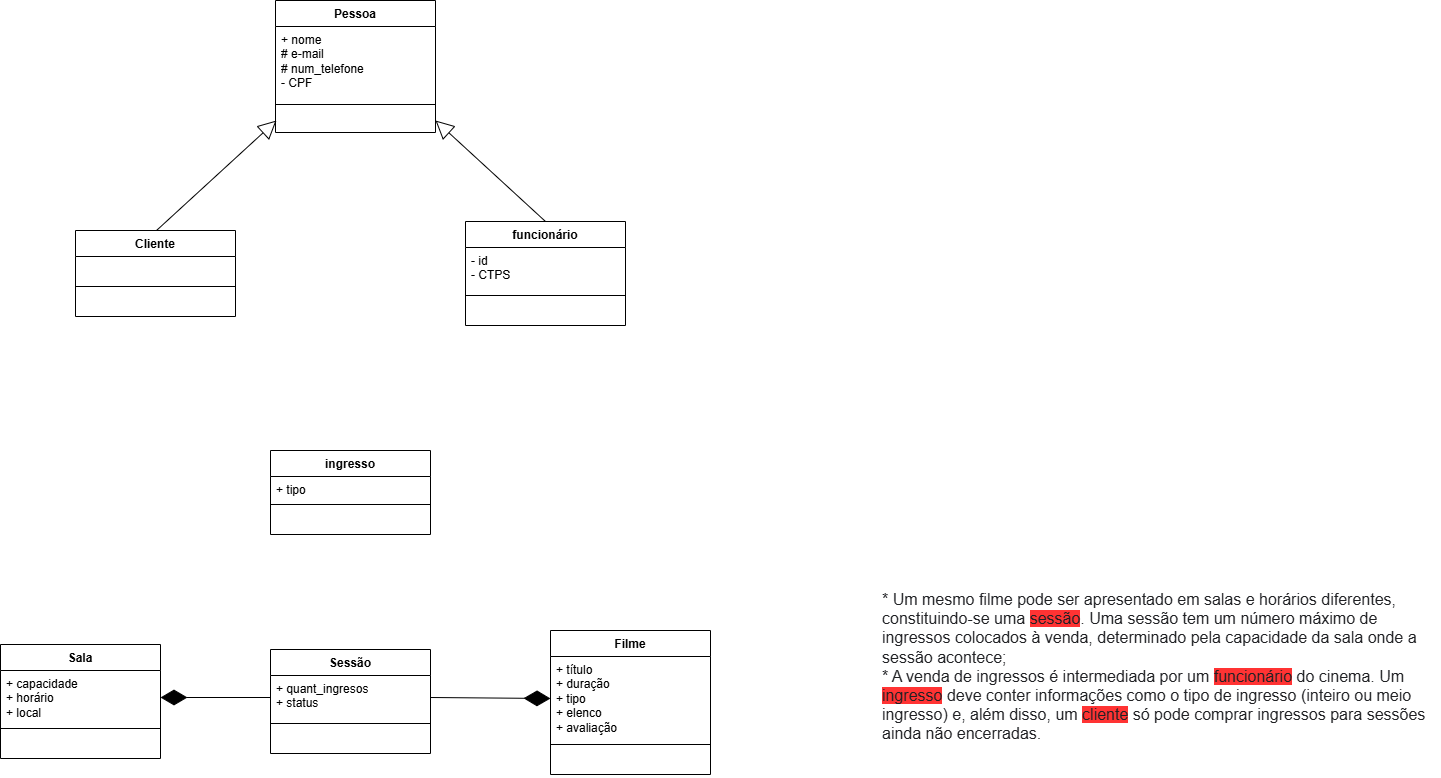 Pessoa
+ nome
# e-mail
# num_telefone
- CPF
Cliente
funcionário
- id
- CTPS
ingresso
+ tipo
Sala
+ capacidade
+ horário
+ local
Sessão
+ quant_ingresos
+ status
Filme
+ título
+ duração
+ tipo
+ elenco
+ avaliação
* Um mesmo filme pode ser apresentado em salas e horários diferentes,
constituindo-se uma sessão. Uma sessão tem um número máximo de
ingressos colocados à venda, determinado pela capacidade da sala onde a
sessão acontece;
* A venda de ingressos é intermediada por um funcionário do cinema. Um
ingresso deve conter informações como o tipo de ingresso (inteiro ou meio
ingresso) e, além disso, um cliente só pode comprar ingressos para sessões
ainda não encerradas.